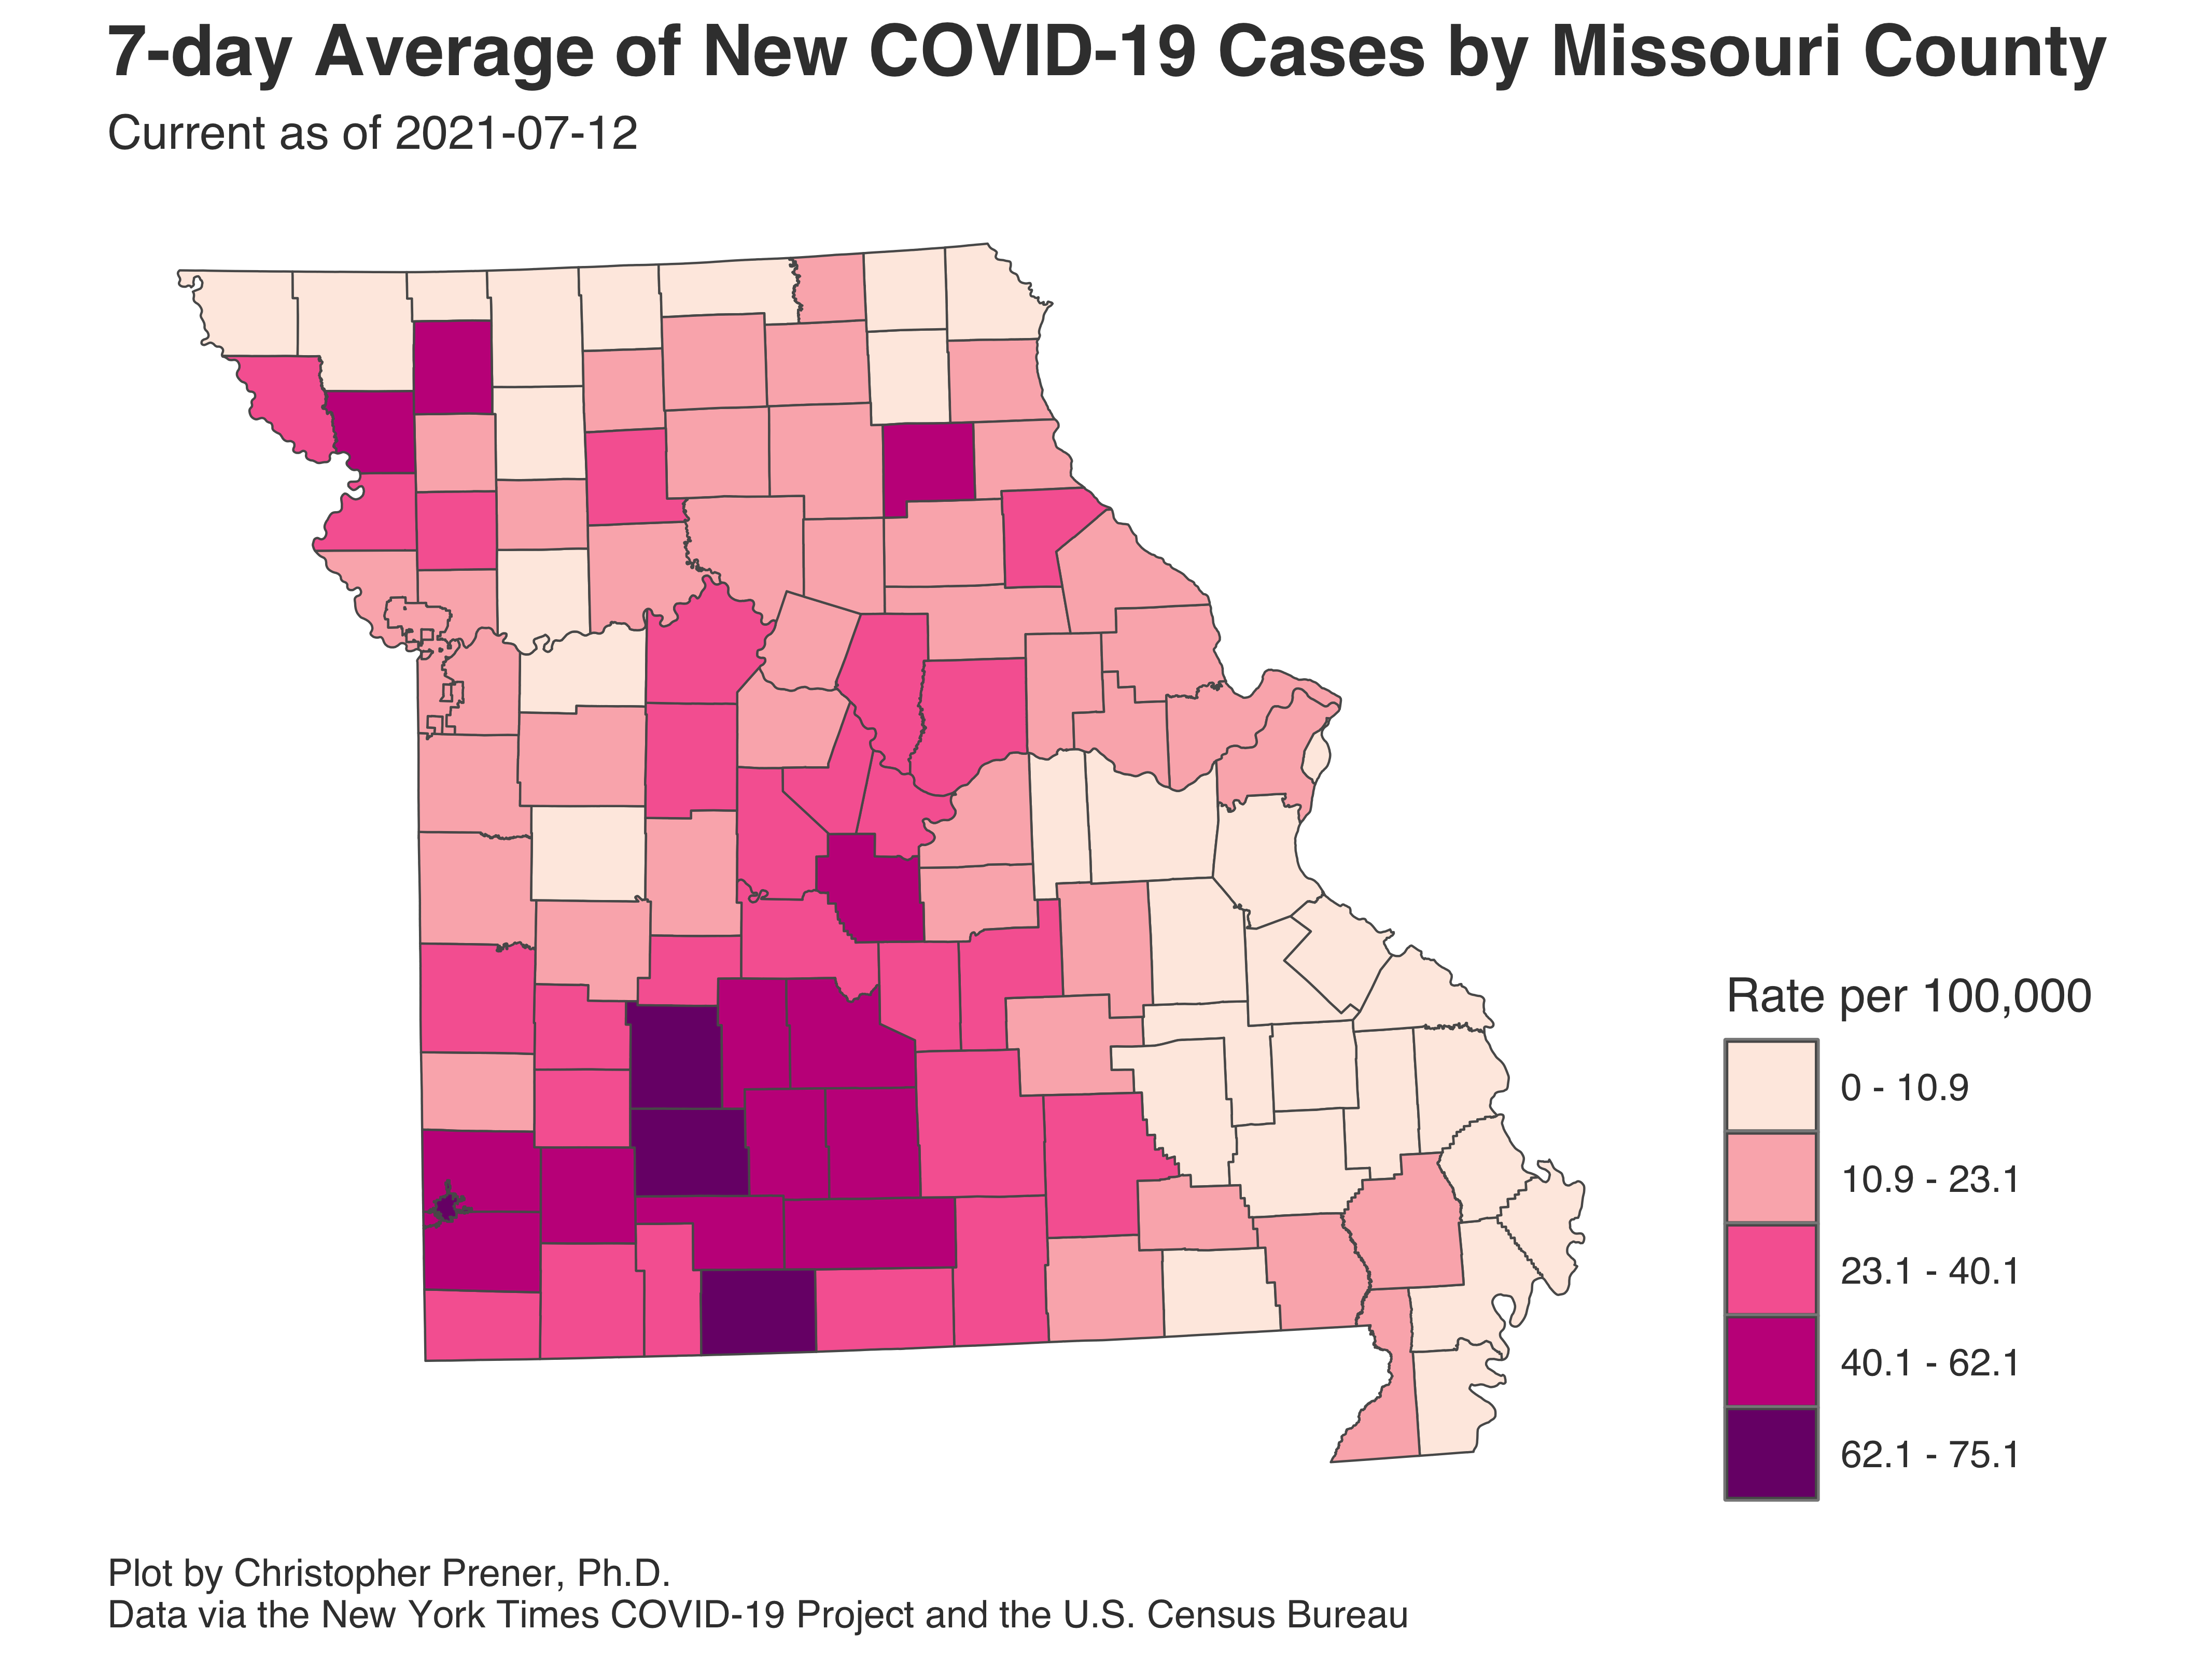 7-day Average of New COVID-19 Cases by Missouri County
Current as of 2021-07-12
Rate per 100,000
0 - 10.9
10.9 - 23.1
23.1 - 40.1
40.1 - 62.1
62.1 - 75.1
Plot by Christopher Prener, Ph.D.
Data via the New York Times COVID-19 Project and the U.S. Census Bureau